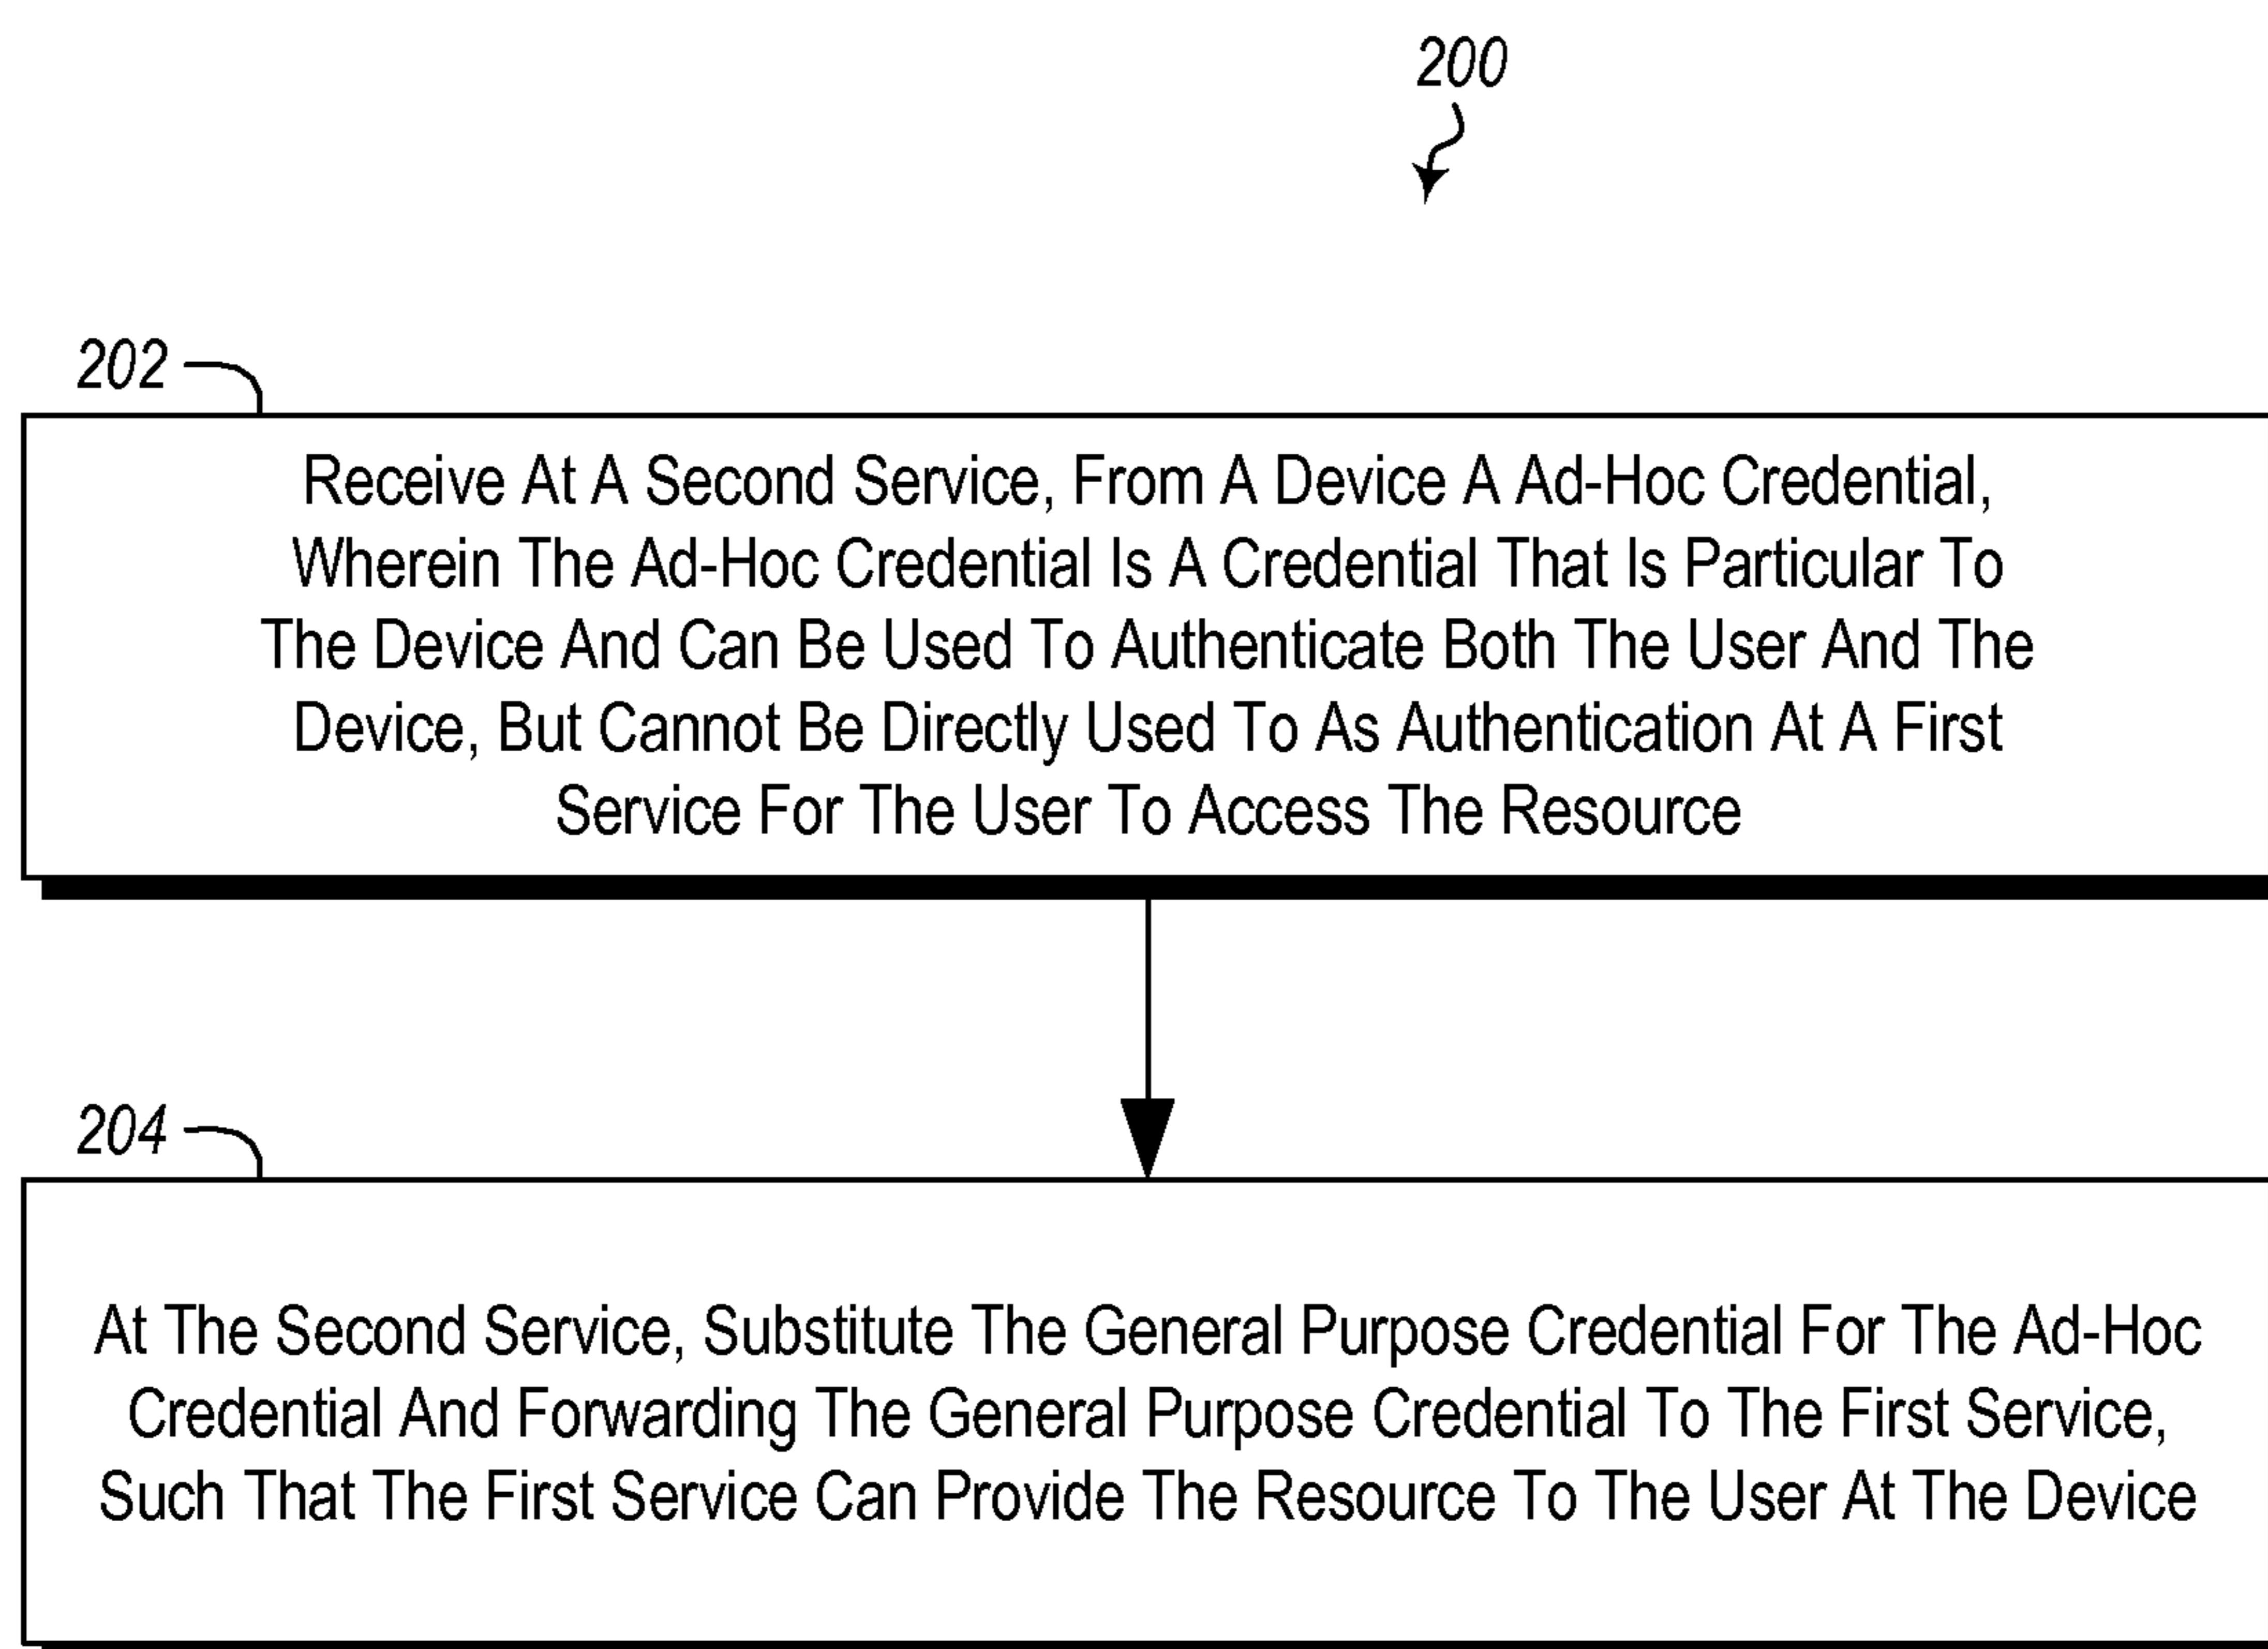 200
202
Receive At A Second Service, From A Device A Ad-Hoc Credential,
Wherein The Ad-Hoc Credential Is A Credential That Is Particular To
The Device And Can Be Used To Authenticate Both The User And The
Device, But Cannot Be Directly Used To As Authentication At A First
Service For The User To Access The Resource
204
At The Second Service, Substitute The General Purpose Credential For The Ad-Hoc
Credential And Forwarding The General Purpose Credential To The First Service,
Such That The First Service Can Provide The Resource To The User At The Device